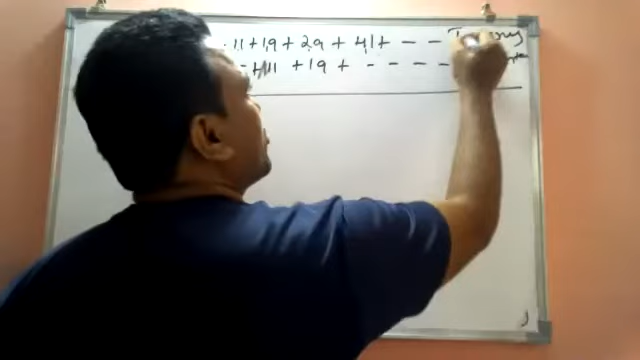 11 + 19 + 29 + 41 + - -
- + 11 + 19 + - - - -